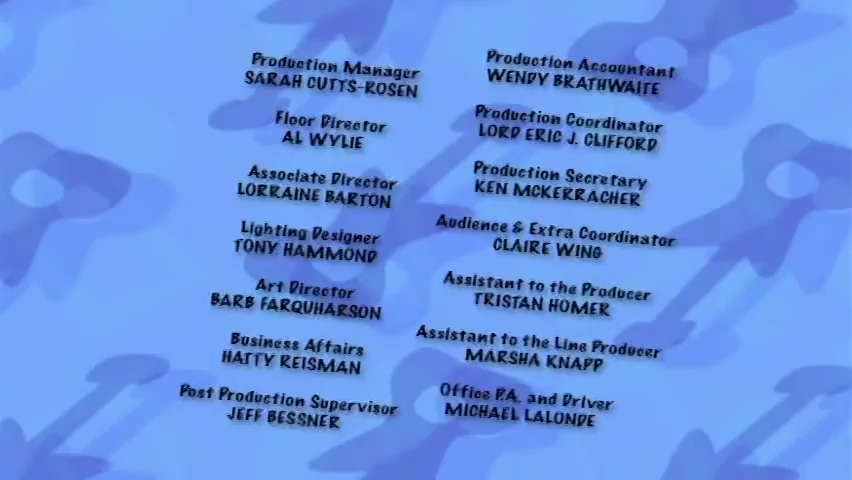 Production Manager
SARAH CUTTS-ROSEN
Floor Director
AL WYLIE
Associate Director
LORRAINE BARTON
Lighting Designer
TONY HAMMOND
Art Director
BARB FARQUHARSON
Business Affairs
HATTY REISMAN
Post Production Supervisor
JEFF BESSNER
Production Accountant
WENDY BRATHWAITE
Production Coordinator
LORD ERIC J. CLIFFORD
Production Secretary
KEN MCKERRACHER
Audience & Extra Coordinator
CLAIRE WING
Assistant to the Producer
TRISTAN HOMER
Assistant to the Line Producer
MARSHA KNAPP
Office P.A. and Driver
MICHAEL LALONDE